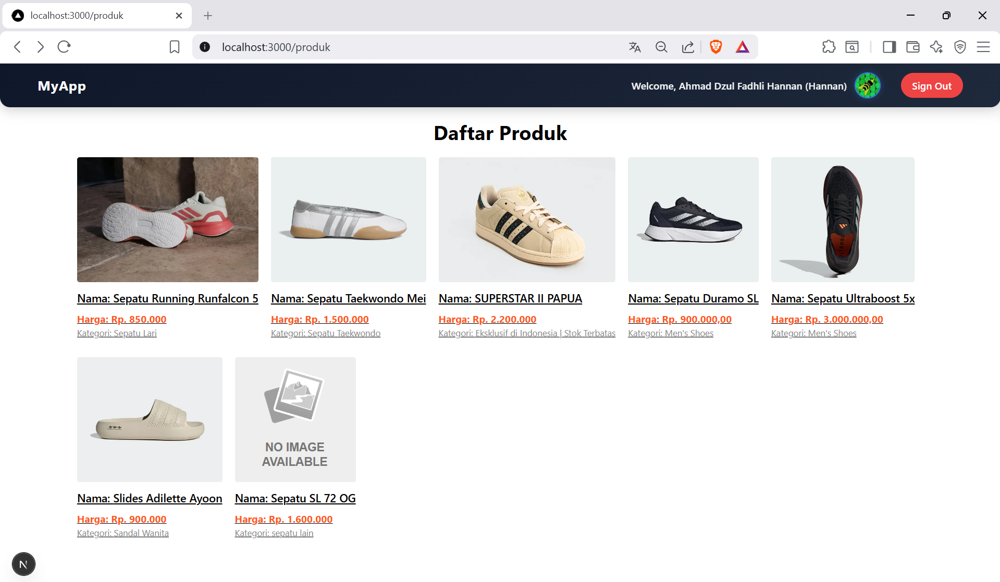 localhost:3000/produk
localhost:3000/produk
MyApp
Welcome, Ahmad Dzul Fadhli Hannan (Hannan)
Sign Out
Daftar Produk
Nama: Sepatu Running Runfalcon 5
Harga: Rp. 850.000
Kategori: Sepatu Lari
Nama: Sepatu Taekwondo Mei
Harga: Rp. 1.500.000
Kategori: Sepatu Taekwondo
Nama: SUPERSTAR II PAPUA
Harga: Rp. 2.200.000
Kategori: Eksklusif di Indonesia | Stok Terbatas
Nama: Sepatu Duramo SL
Harga: Rp. 900.000,00
Kategori: Men's Shoes
Nama: Sepatu Ultraboost 5x
Harga: Rp. 3.000.000,00
Kategori: Men's Shoes
NO IMAGE
AVAILABLE
Nama: Slides Adilette Ayoon
Harga: Rp. 900.000
Kategori: Sandal Wanita
Nama: Sepatu SL 72 OG
Harga: Rp. 1.600.000
Kategori: sepatu lain
N